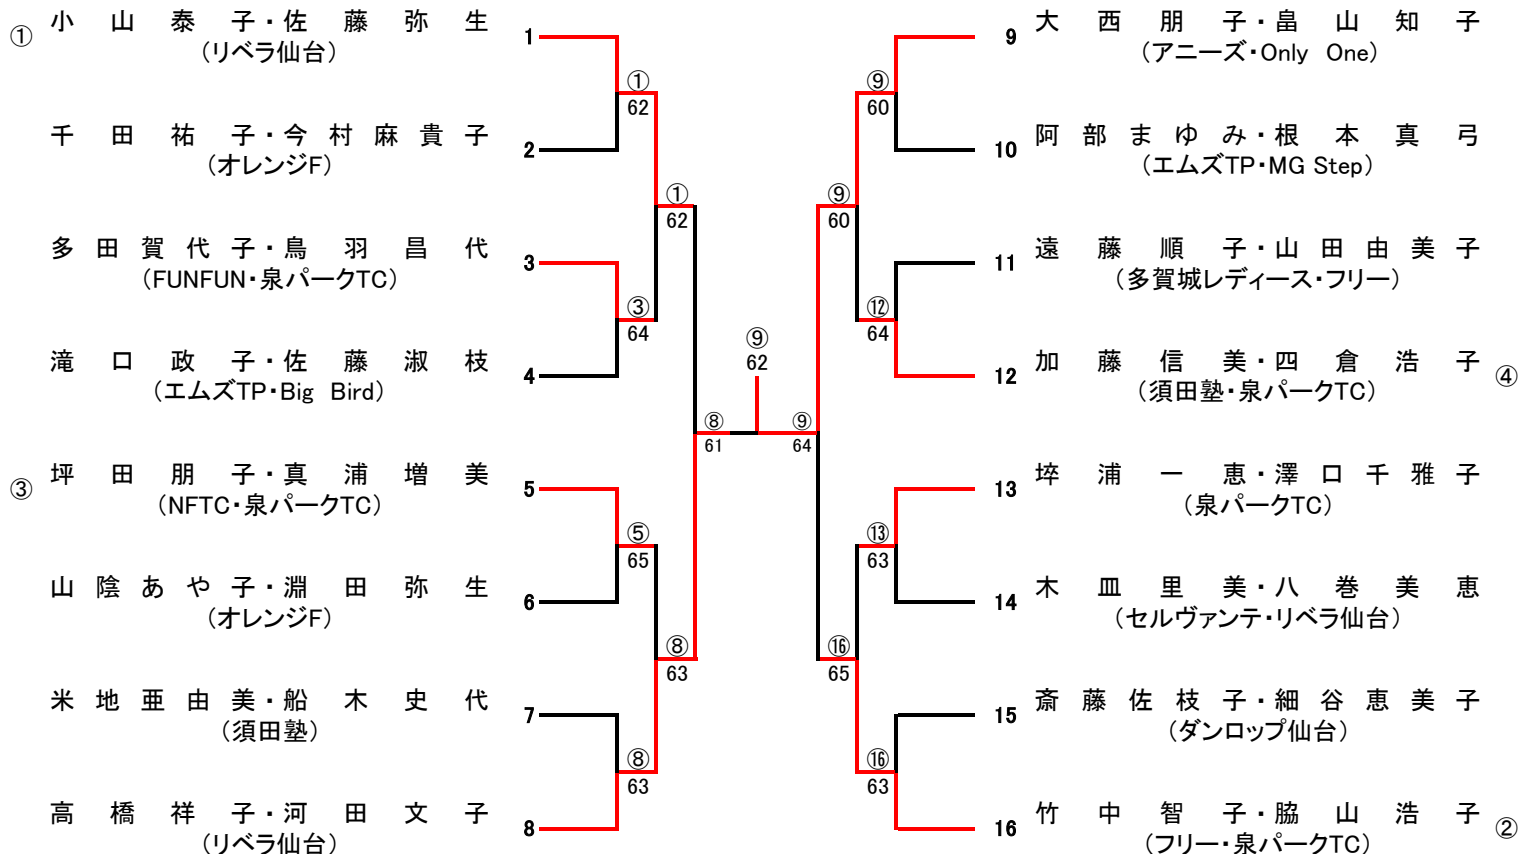 ① 小山泰子・佐藤弥生 1
(リベラ仙台)
千田祐子・今村麻貴子 2
(オレンジF)
多田賀代子・鳥羽昌代 3
(FUNFUN・泉パークTC)
滝口政子・佐藤淑枝 4
(エムズTP・Big Bird)
③ 坪田朋子・真浦増美 5
(NFTC・泉パークTC)
山陰あや子・淵田弥生 6
(オレンジF)
米地亜由美・船木史代 7
(須田塾)
高橋祥子・河田文子 8
(リベラ仙台)
①
62
③
64
⑤
65
⑧
63
①
62
⑧
63
⑧
61
⑨
62
⑨
64
⑨
60
⑯
65
⑨
60
⑫
64
⑬
63
⑯
63
9 大西朋子・畠山知子
(アニーズ・Only One)
10 阿部まゆみ・根本真弓
(エムズTP・MG Step)
11 遠藤順子・山田由美子
(多賀城レディース・フリー)
12 加藤信美・四倉浩子 ④
(須田塾・泉パークTC)
13 埣浦一恵・澤口千雅子
(泉パークTC)
14 木皿里美・八巻美恵
(セルヴァンテ・リベラ仙台)
15 斎藤佐枝子・細谷恵美子
(ダンロップ仙台)
16 竹中智子・脇山浩子 ②
(フリー・泉パークTC)